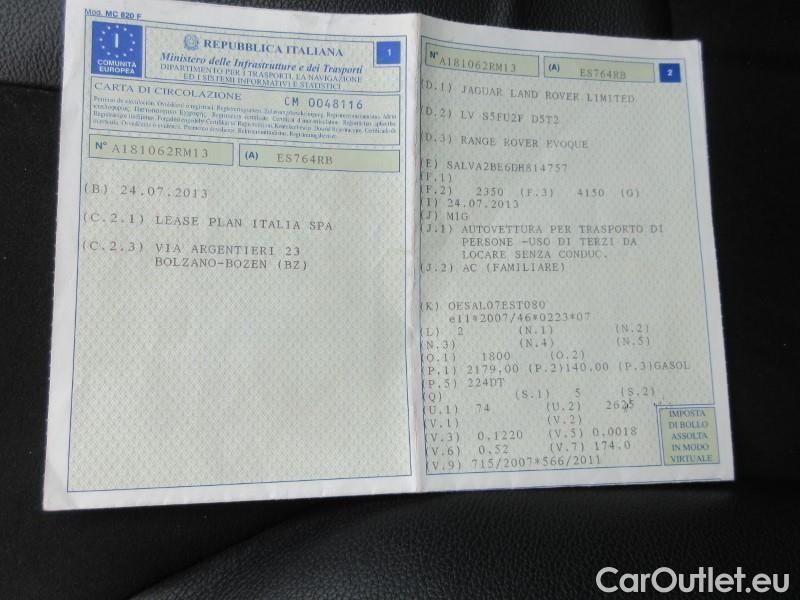 Mod. MC 820 F
I
COMUNITÀ
EUROPEA
REPUBBLICA ITALIANA
1
Ministero delle Infrastrutture e dei Trasporti
DIPARTIMENTO PER I TRASPORTI, LA NAVIGAZIONE
ED I SISTEMI INFORMATIVI E STATISTICI
CARTA DI CIRCOLAZIONE
CM 0048116
N° A181062RM13
(A) ES764RB
(B) 24.07.2013
(C.2.1) LEASE PLAN ITALIA SPA
(C.2.3) VIA ARGENTIERI 23
BOLZANO-BOZEN (BZ)
N° A181062RM13
(A) ES764RB
2
(D.1) JAGUAR LAND ROVER LIMITED
(D.2) LV S5FU2F D5T2
(D.3) RANGE ROVER EVOQUE
(E) SALVA2BE6DH814757
(F.1)
(F.2) 2350 (F.3) 4150 (G)
(I) 24.07.2013
(J) M1G
(J.1) AUTOVETTURA PER TRASPORTO DI
PERSONE -USO DI TERZI DA
LOCARE SENZA CONDUC.
(J.2) AC (FAMILIARE)
(K) OESAL07EST080
e11*2007/46*0223*07
(L) 2 (N.1) (N.2)
(N.3) (N.4) (N.5)
(O.1) 1800 (O.2)
(P.1) 2179,00 (P.2)140.00 (P.3)GASOL
(P.5) 224DT
(Q) (S.1) 5 (S.2)
(U.1) 74 (U.2) 2625
(V.1) (V.2)
(V.3) 0,1220 (V.5) 0,0018
(V.6) 0,52 (V.7) 174.0
(V.9) 715/2007*566/2011
IMPOSTA
DI BOLLO
ASSOLTA
IN MODO
VIRTUALE
CarOutlet.eu